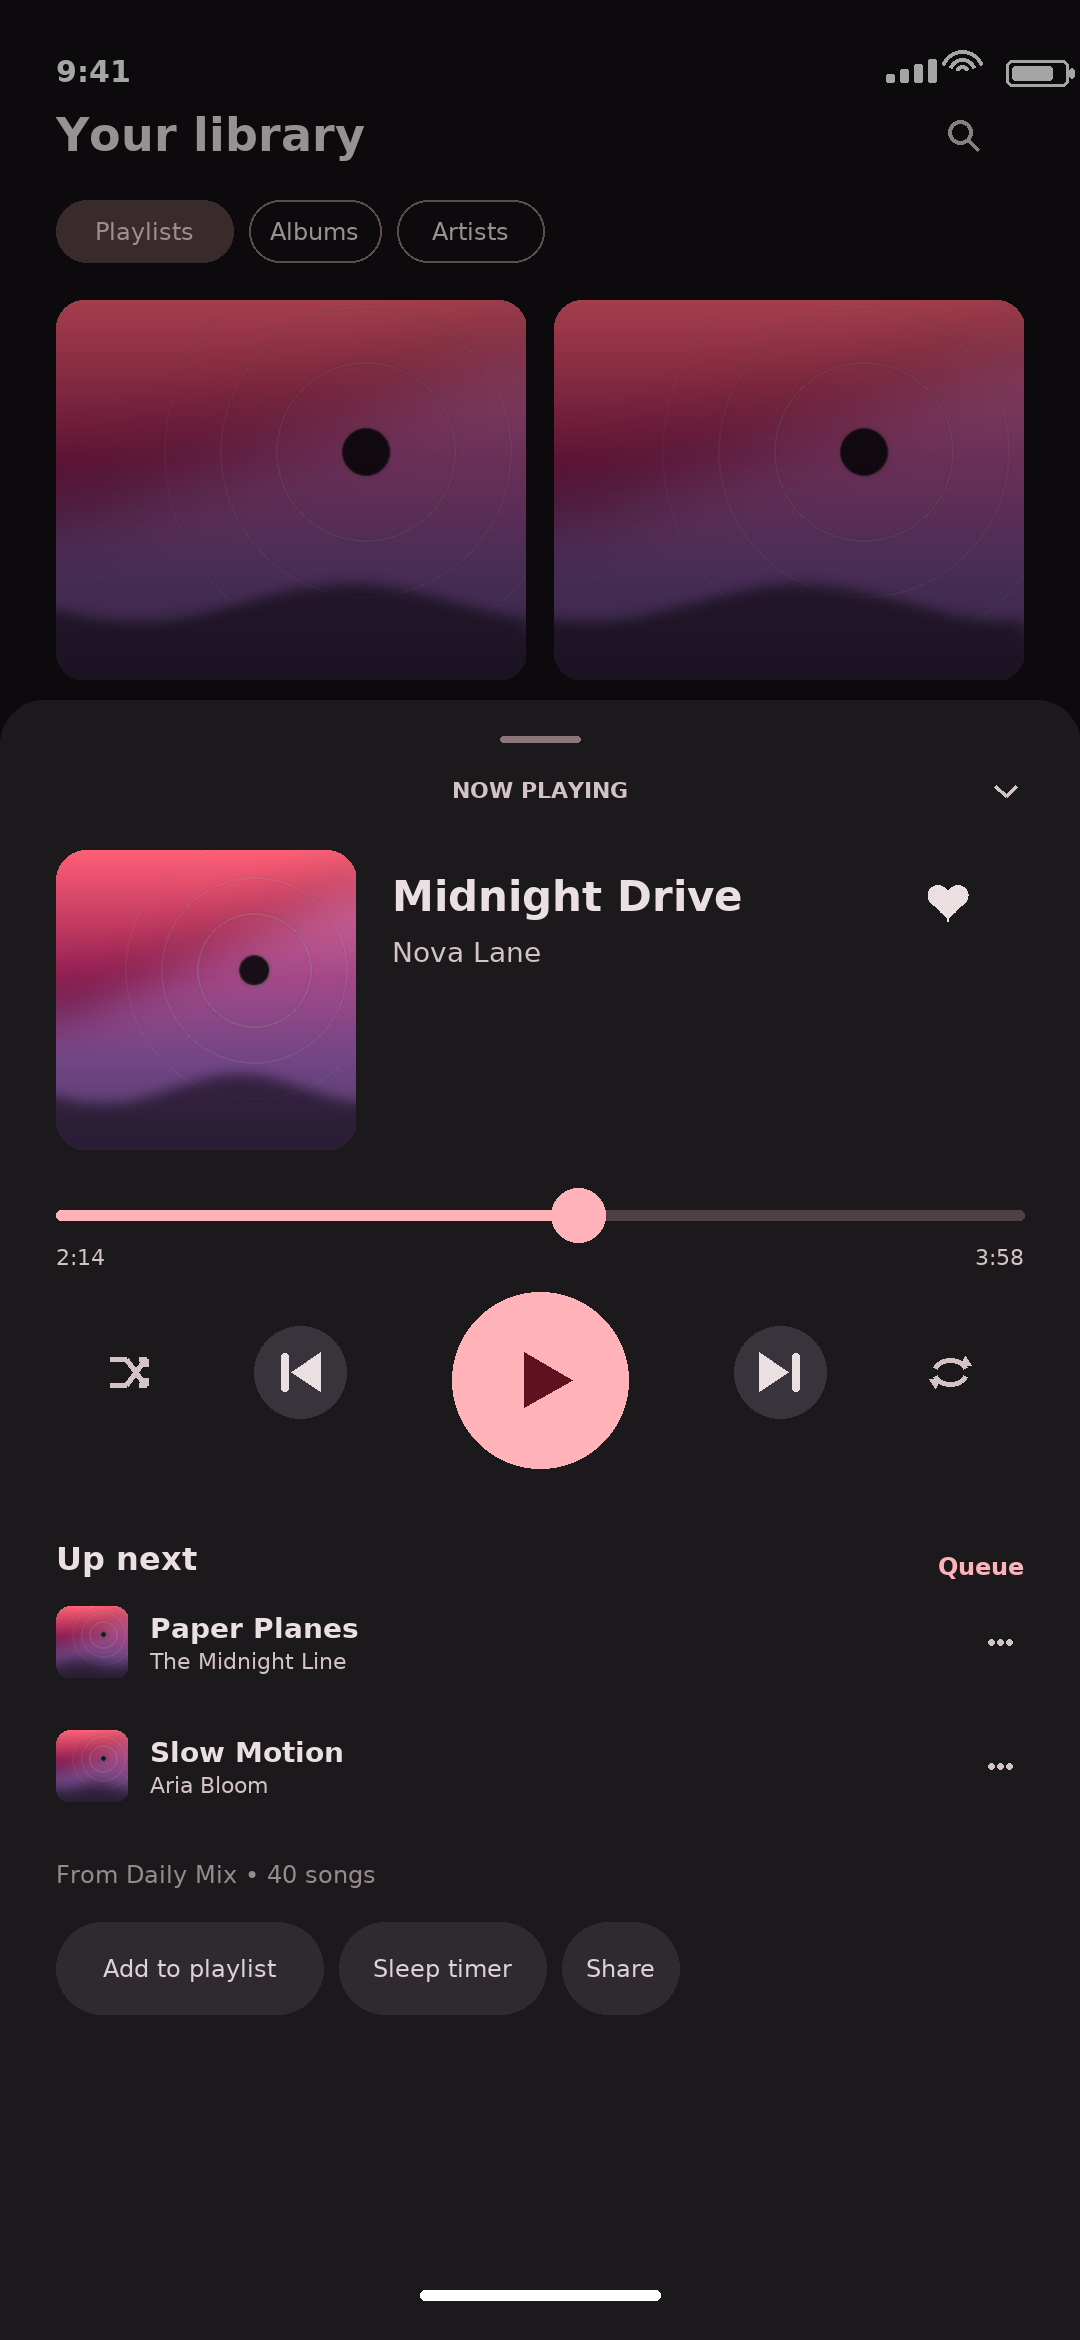 9:41
Your library
Playlists
Albums
Artists
NOW PLAYING
Midnight Drive
Nova Lane
2:14
3:58
Up next
Queue
Paper Planes
The Midnight Line
Slow Motion
Aria Bloom
From Daily Mix • 40 songs
Add to playlist
Sleep timer
Share